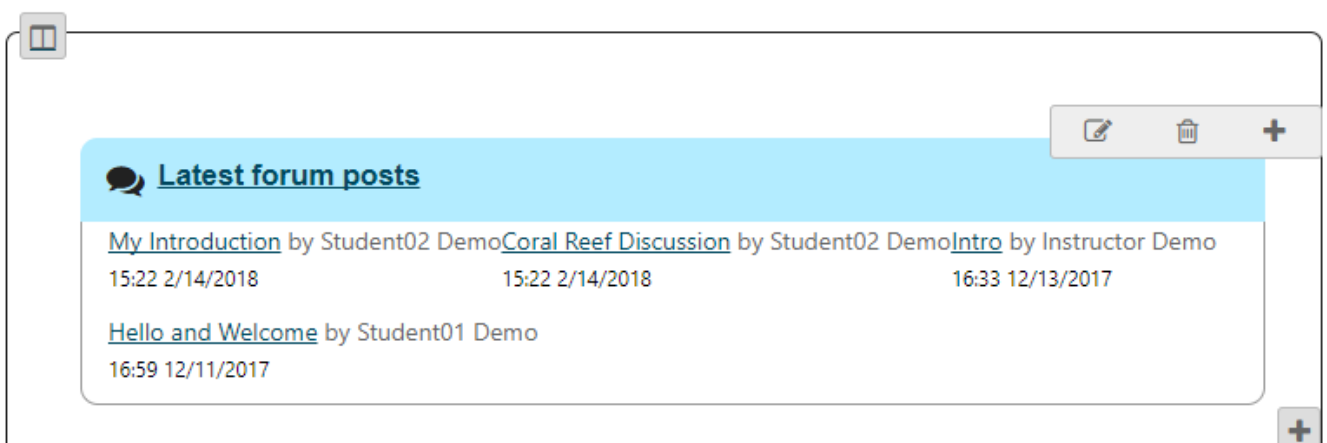 Latest forum posts
My Introduction by Student02 DemoCoral Reef Discussion by Student02 DemoIntro by Instructor Demo
15:22 2/14/2018 15:22 2/14/2018 16:33 12/13/2017
Hello and Welcome by Student01 Demo
16:59 12/11/2017